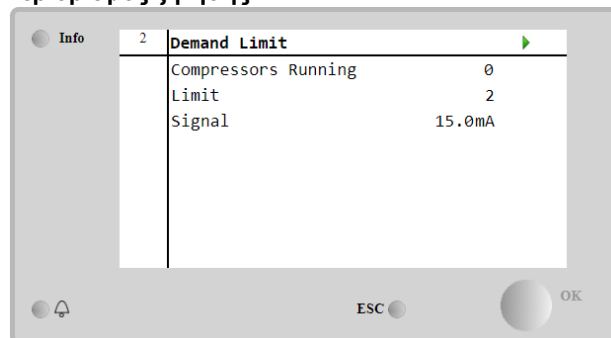 Info
2 Demand Limit
Compressors Running 0
Limit 2
Signal 15.0mA
ESC
OK